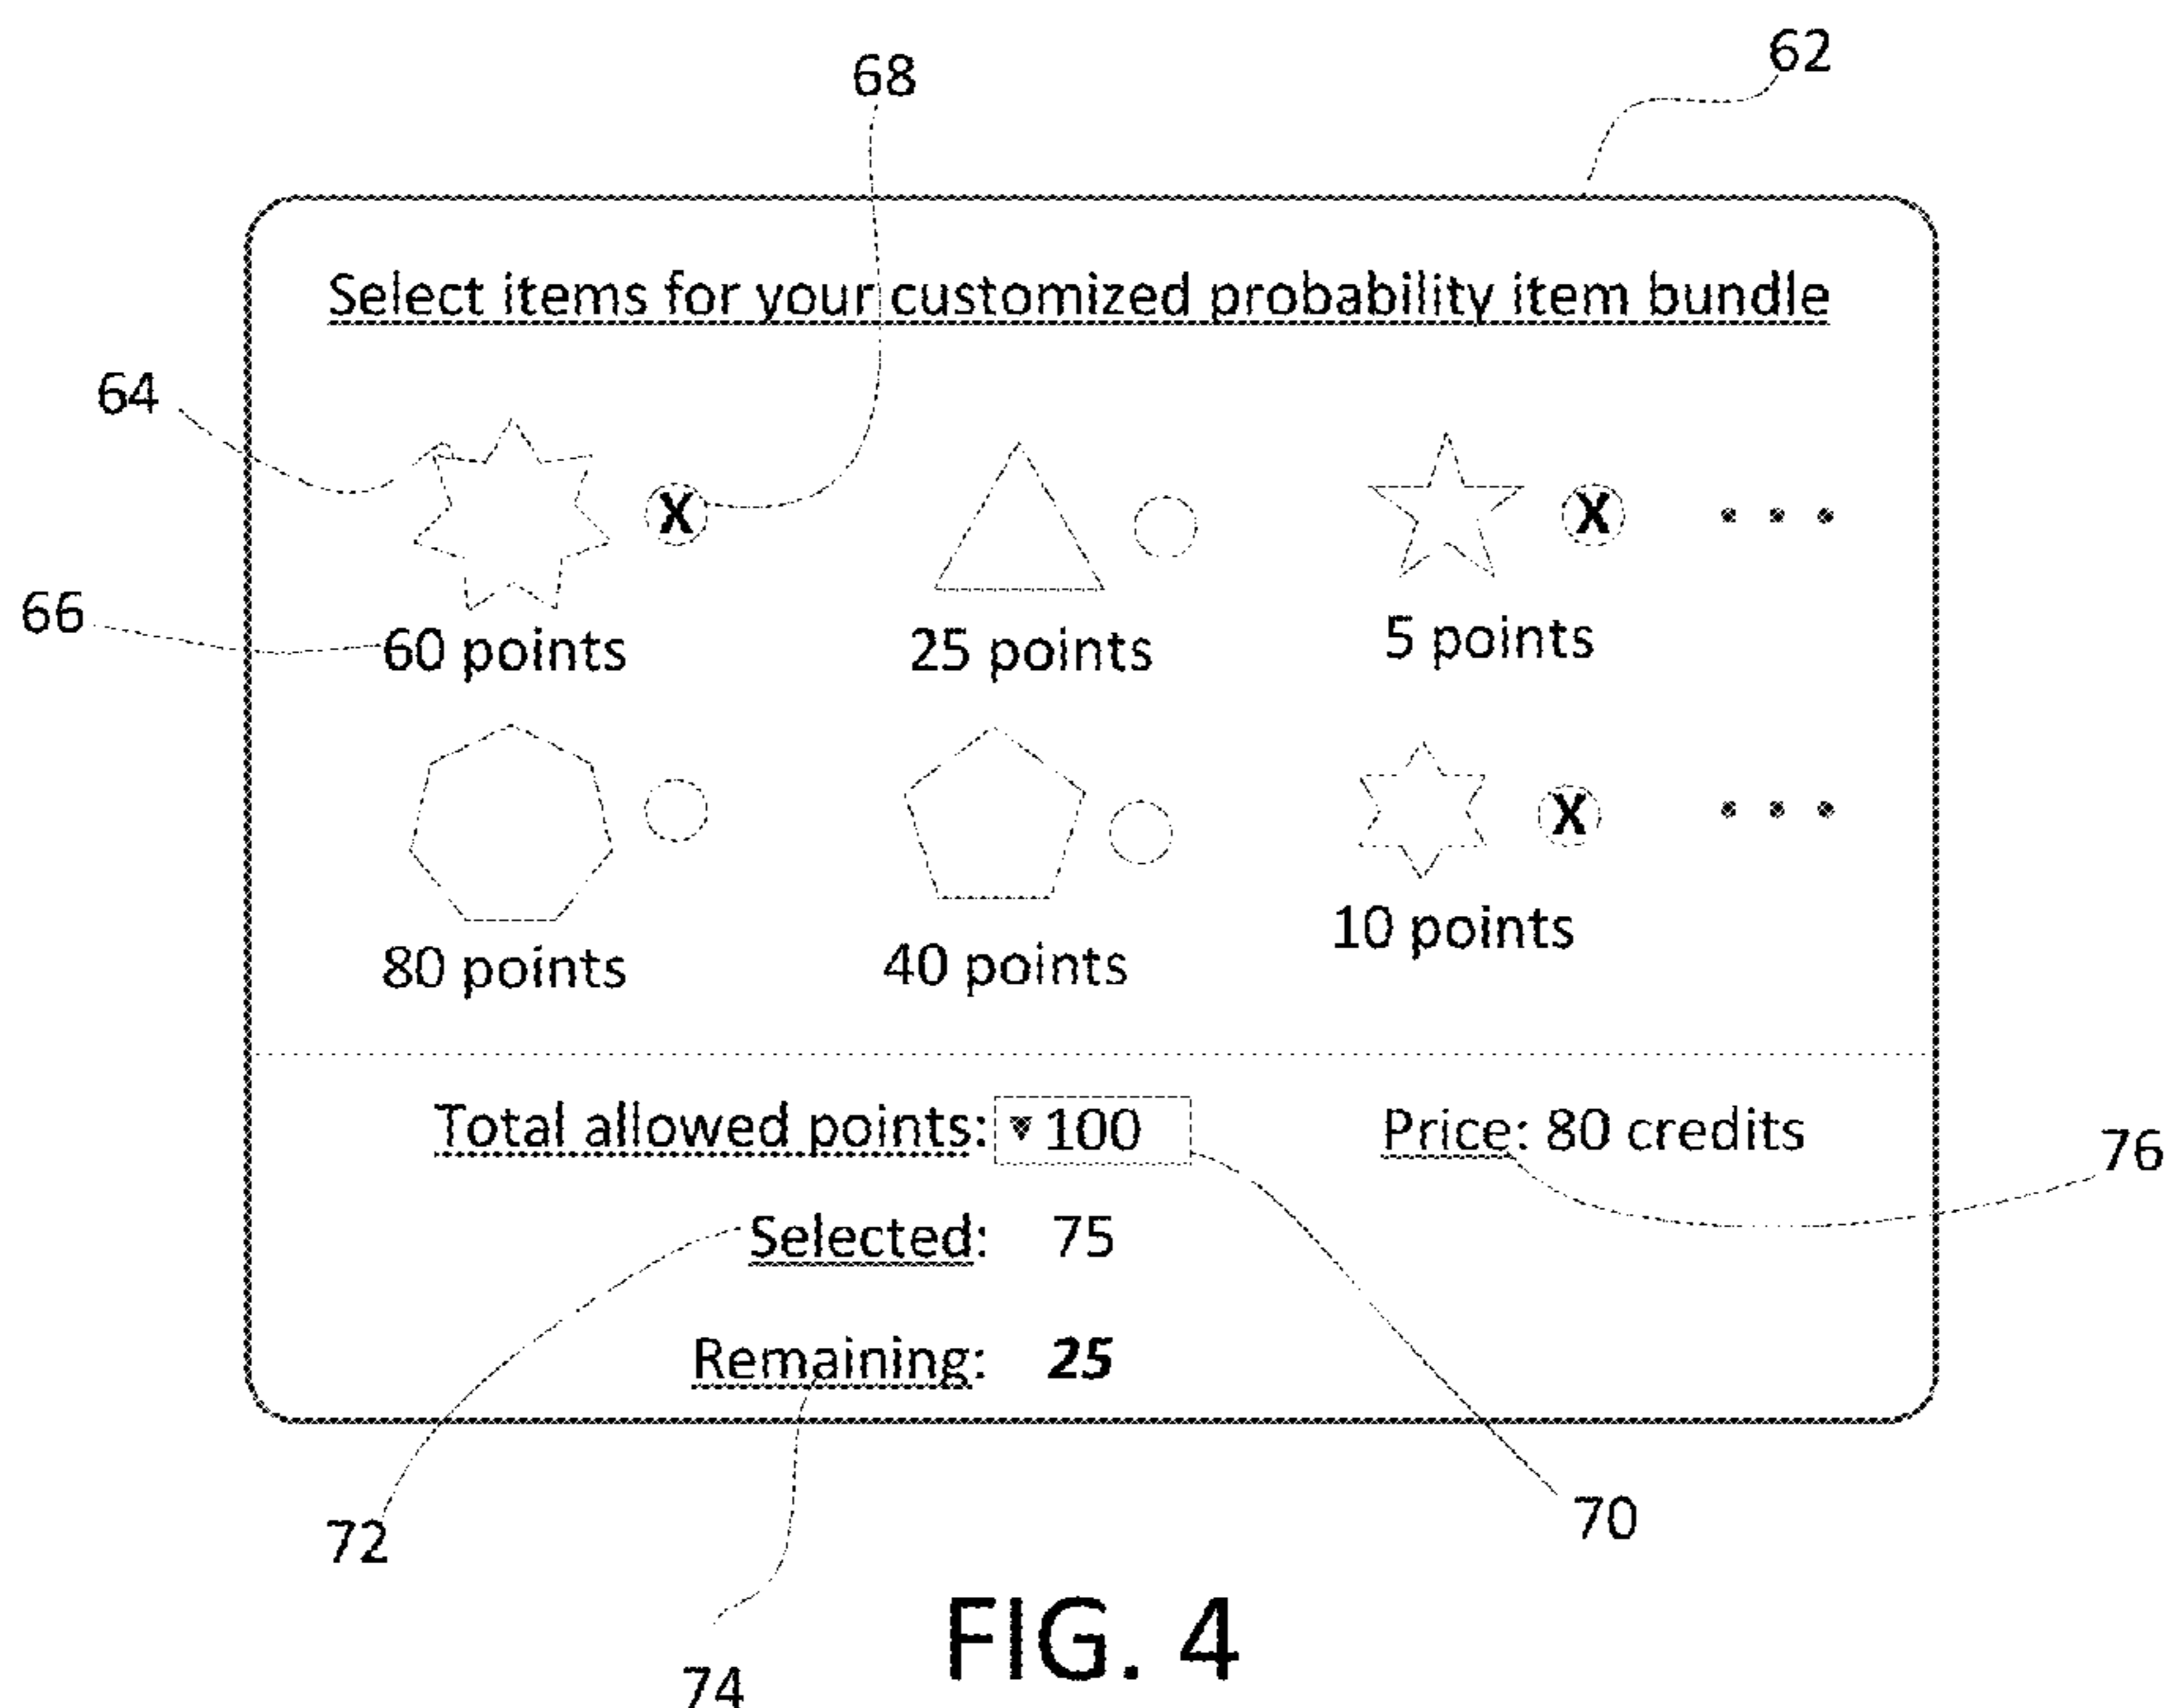 62
68
Select items for your customized probability item bundle
64
X
X
66
60 points
25 points
5 points
X
80 points
40 points
10 points
Total allowed points: ▼ 100
Price: 80 credits
76
Selected: 75
Remaining: 25
70
72
74
FIG. 4